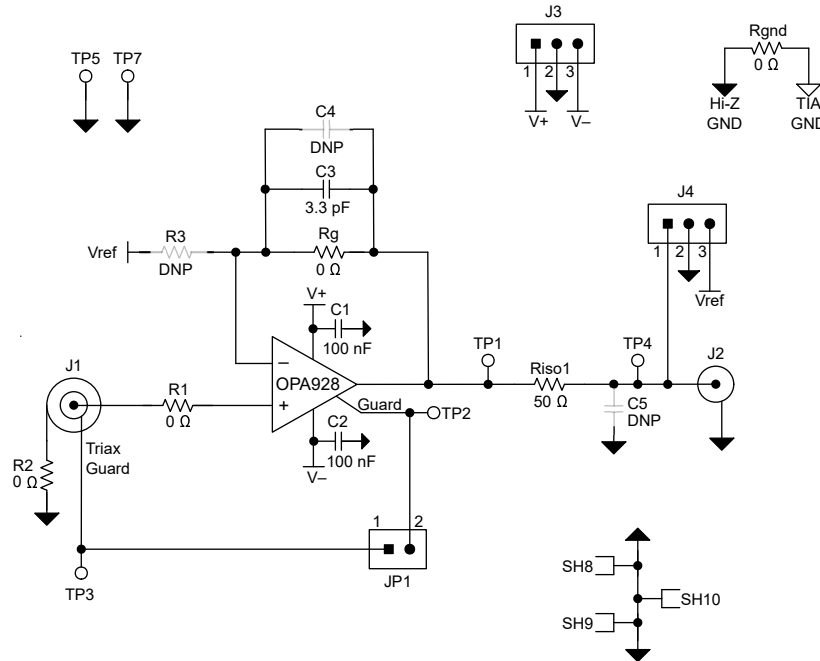 J3
1 2 3
V+ V–
Rgnd
0 Ω
Hi-Z
GND
TIA
GND
TP5 TP7
C4
DNP
C3
3.3 pF
Rg
0 Ω
Vref
R3
DNP
J4
1 2 3
Vref
V+
C1
100 nF
OPA928
–
+
Guard
TP2
C2
100 nF
V–
J1
R1
0 Ω
R2
0 Ω
Triax
Guard
TP1
Riso1
50 Ω
TP4
C5
DNP
J2
1 2
JP1
TP3
SH8
SH10
SH9